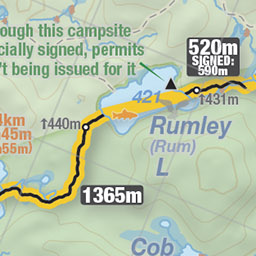 ough this campsite
cially signed, permits
't being issued for it
520m
SIGNED:
590m
421
↑431m
↑440m
Rumley
(Rum)
L
4km
45m
a55m)
1365m
Cob